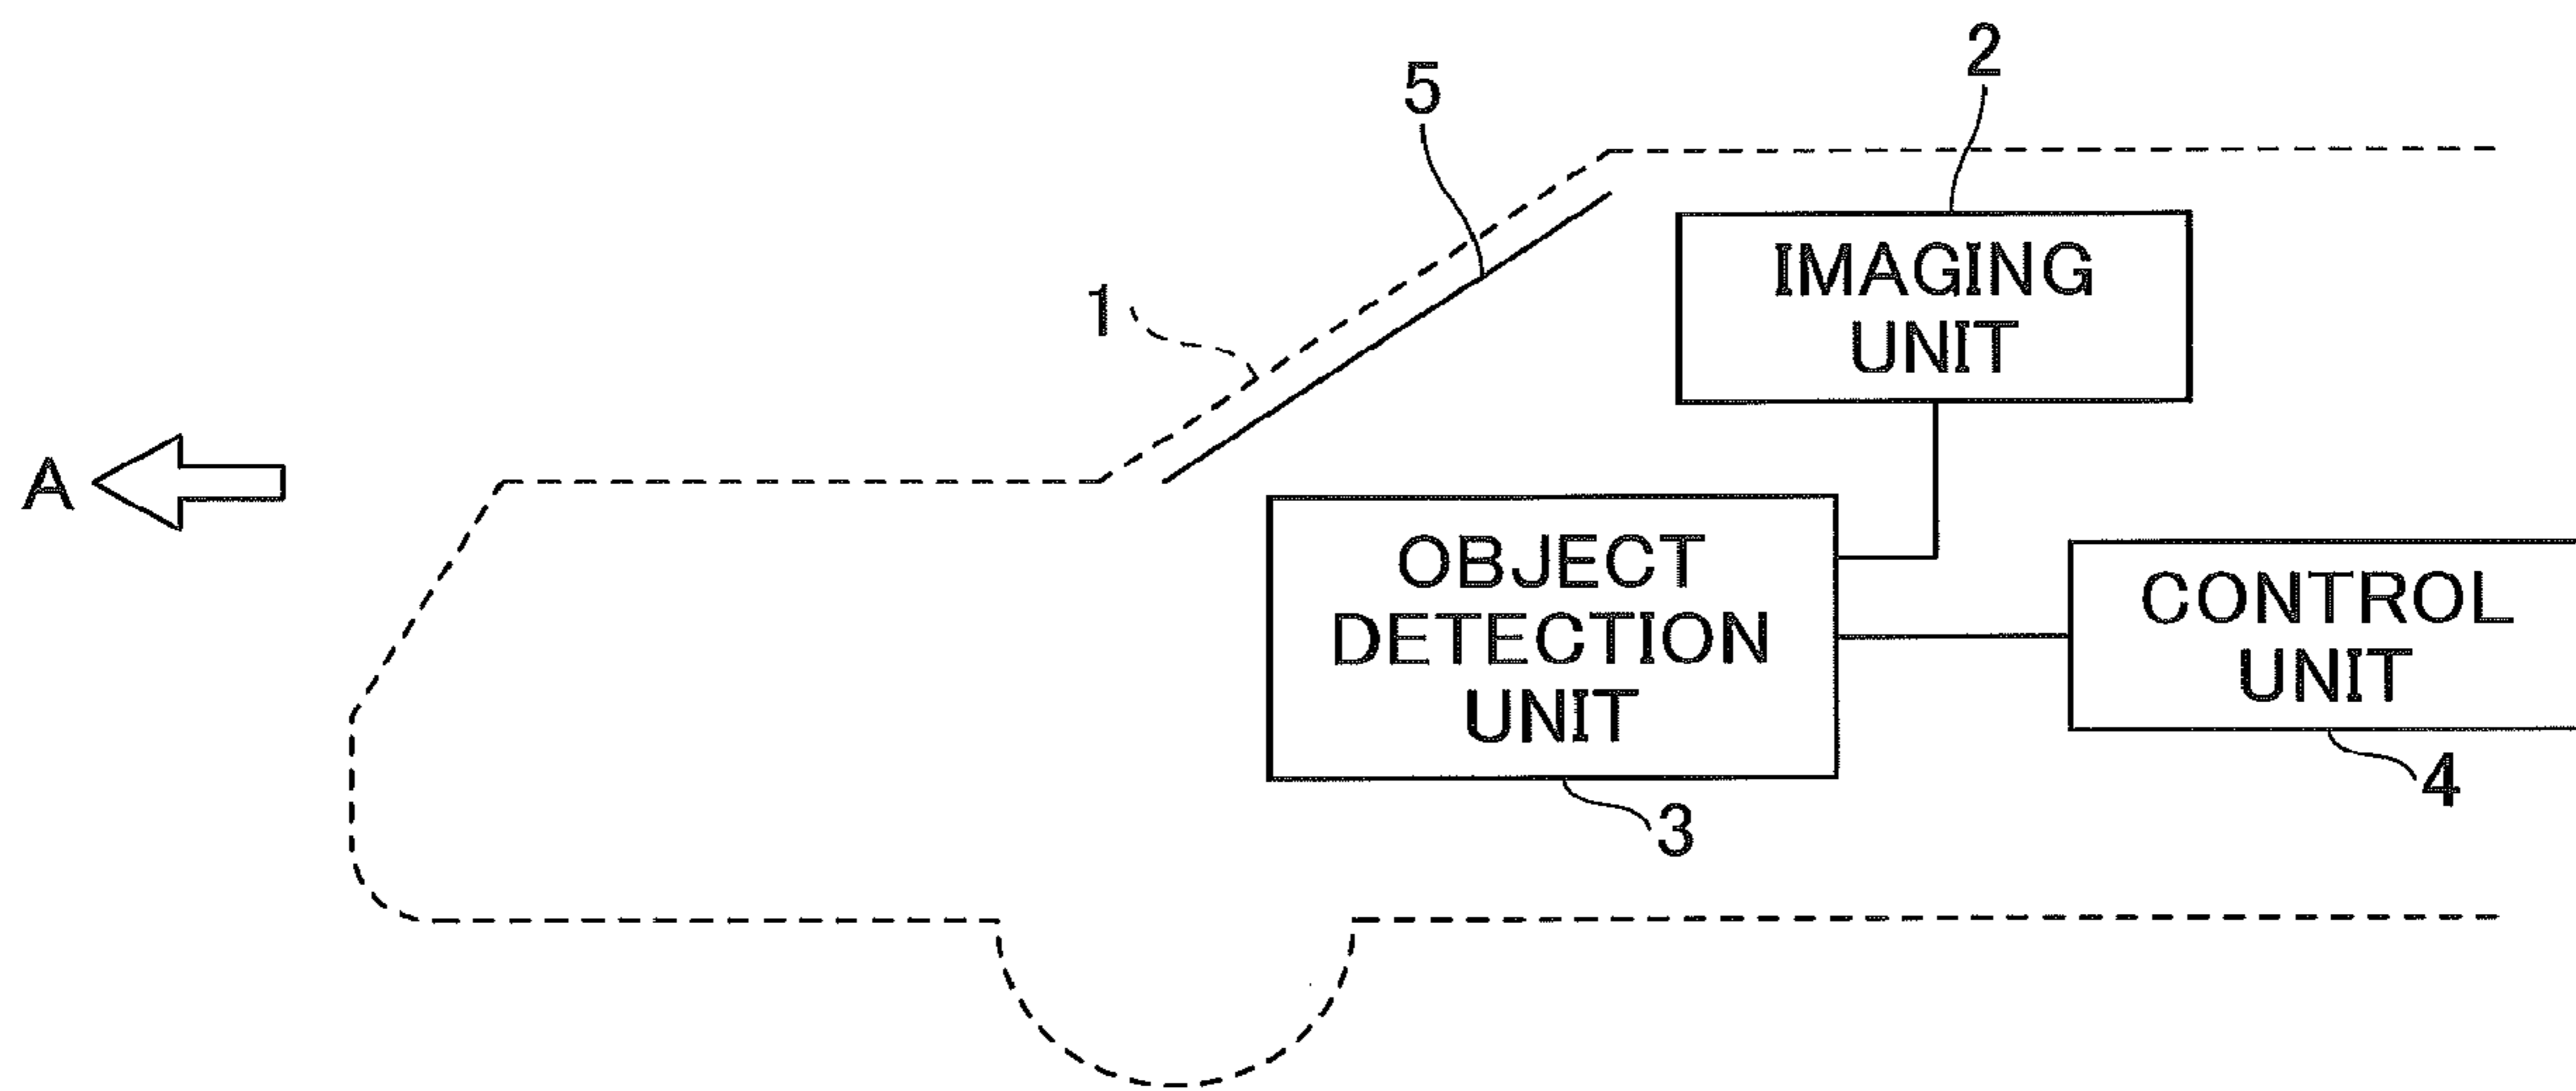 2
5
IMAGING
UNIT
1
A
OBJECT
DETECTION
UNIT
CONTROL
UNIT
4
3